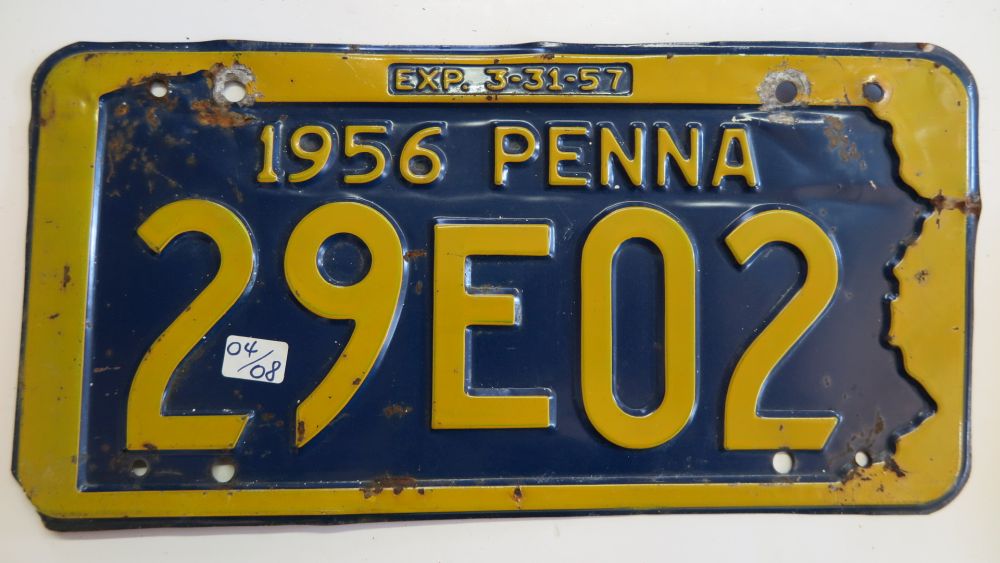 EXP. 3-31-57
1956 PENNA
29E02
04/08